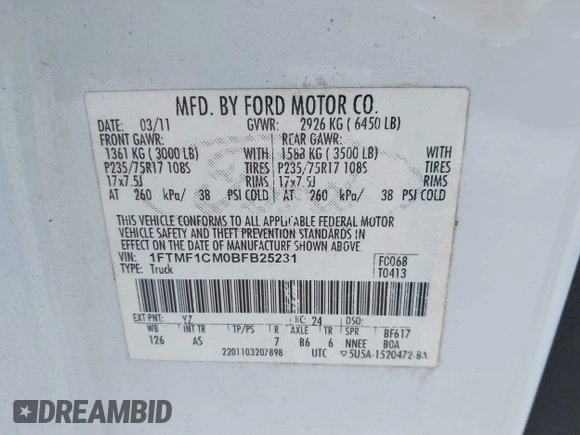 MFD. BY FORD MOTOR CO.
DATE: 03/11 GVWR: 2926 KG ( 6450 LB)
FRONT GAWR: REAR GAWR:
1361 KG ( 3000 LB) WITH 1583 KG ( 3500 LB) WITH
P235/75R17 108S TIRES P235/75R17 108S TIRES
17x7.5J RIMS 17x7.5J RIMS
AT 260 kPa/ 38 PSI COLD AT 260 kPa/ 38 PSI COLD
THIS VEHICLE CONFORMS TO ALL APPLICABLE FEDERAL MOTOR
VEHICLE SAFETY AND THEFT PREVENTION STANDARDS IN
EFFECT ON THE DATE OF MANUFACTURE SHOWN ABOVE.
VIN: 1FTMF1CM0BFB25231 FC068
TYPE: Truck T0413
EXT PNT: YZ RC: 24 DSO:
WB INT TR TP/PS R AXLE TR SPR BF617
126 AS 7 B6 6 NNEE BOA
2201103207898 UTC ▽5U5A-1520472-BA
DREAMBID